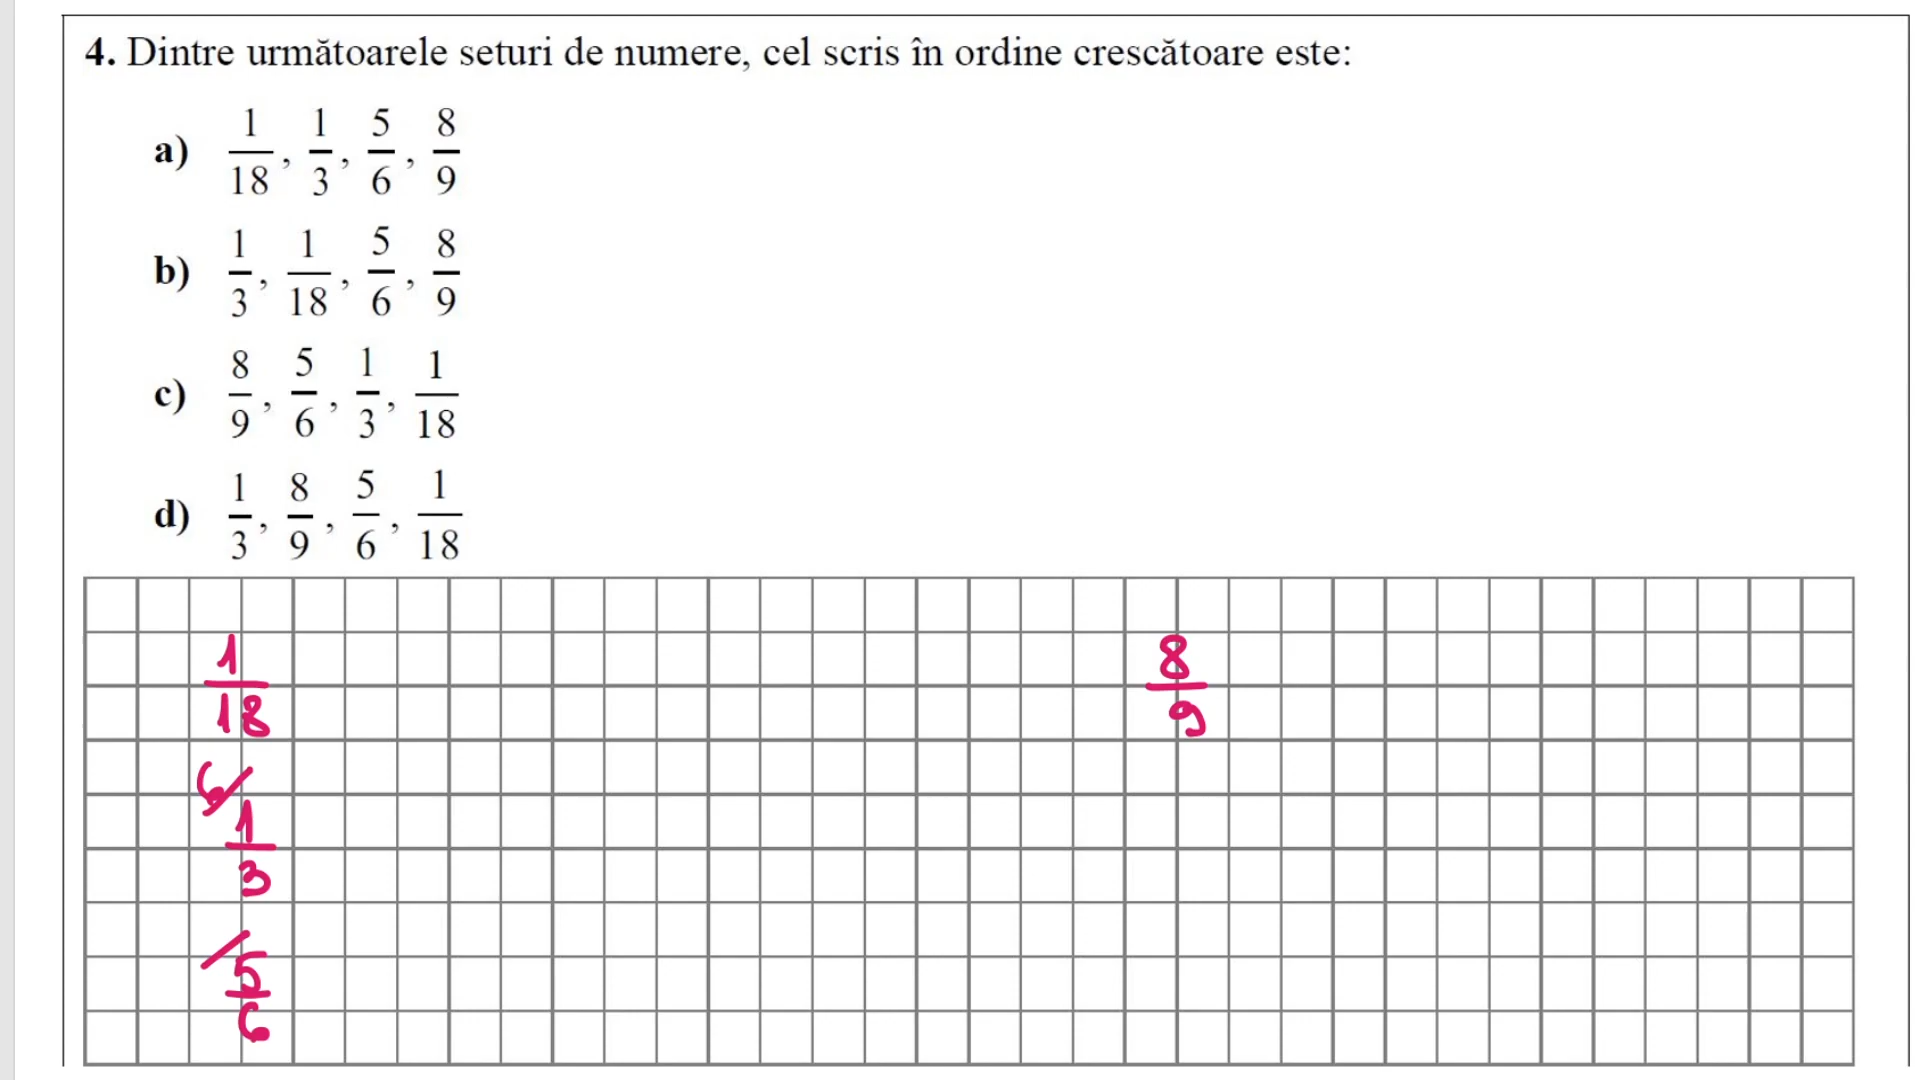 4. Dintre următoarele seturi de numere, cel scris în ordine crescătoare este:
a) 1/18, 1/3, 5/6, 8/9
b) 1/3, 1/18, 5/6, 8/9
c) 8/9, 5/6, 1/3, 1/18
d) 1/3, 8/9, 5/6, 1/18
1/18 8/9
6/ 1/3
/ 5/6